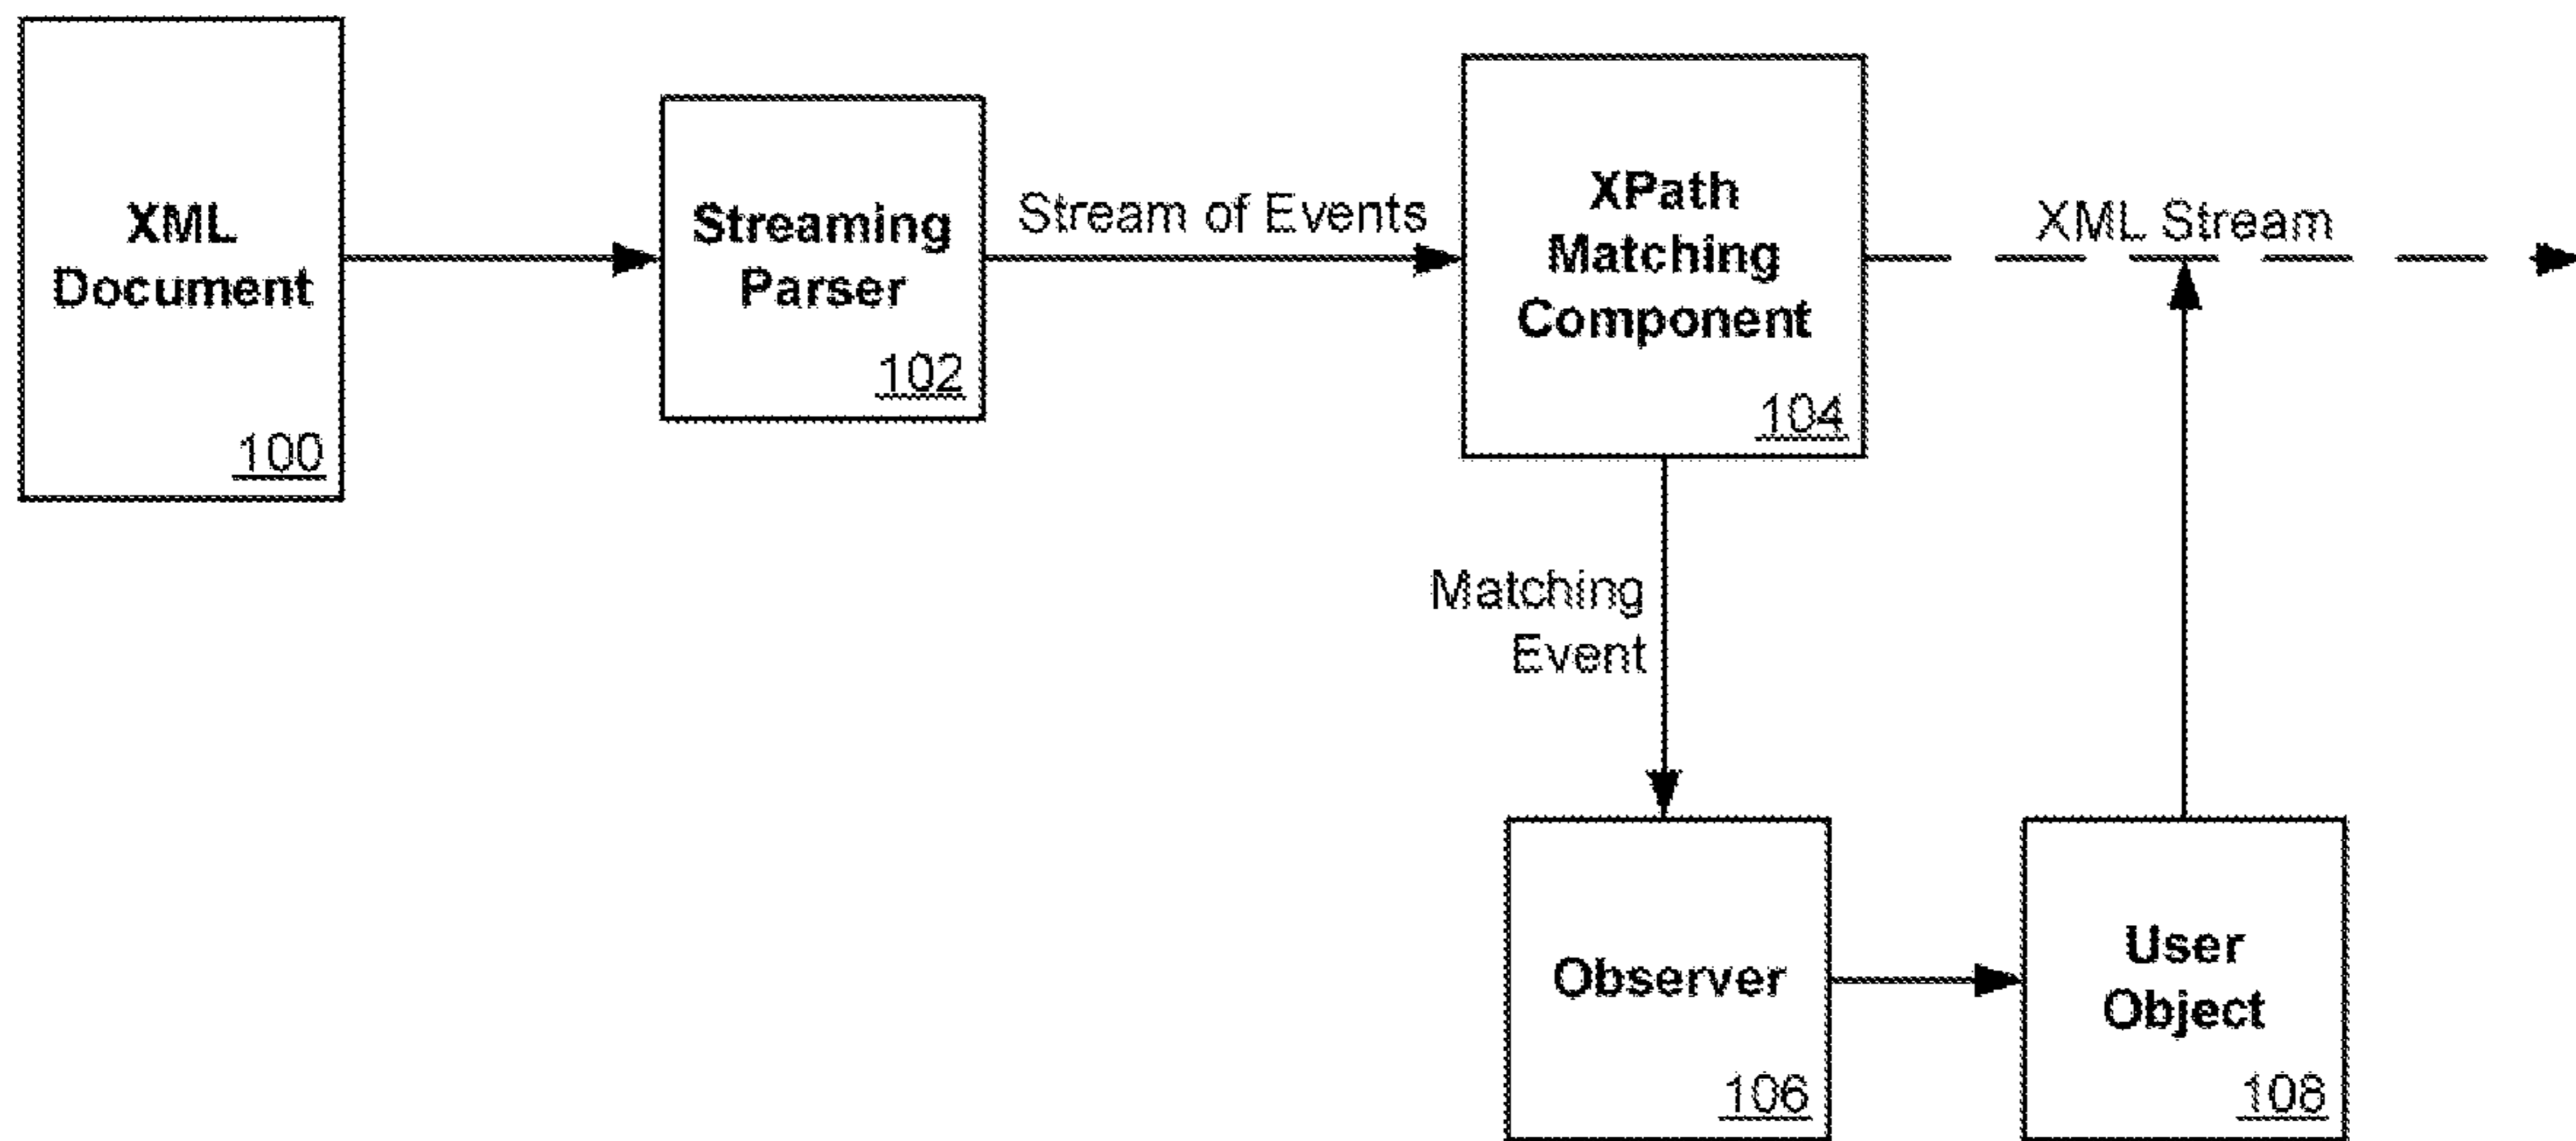 XML
Document
100
Streaming
Parser
102
Stream of Events
XPath
Matching
Component
104
XML Stream
Matching
Event
Observer
106
User
Object
108